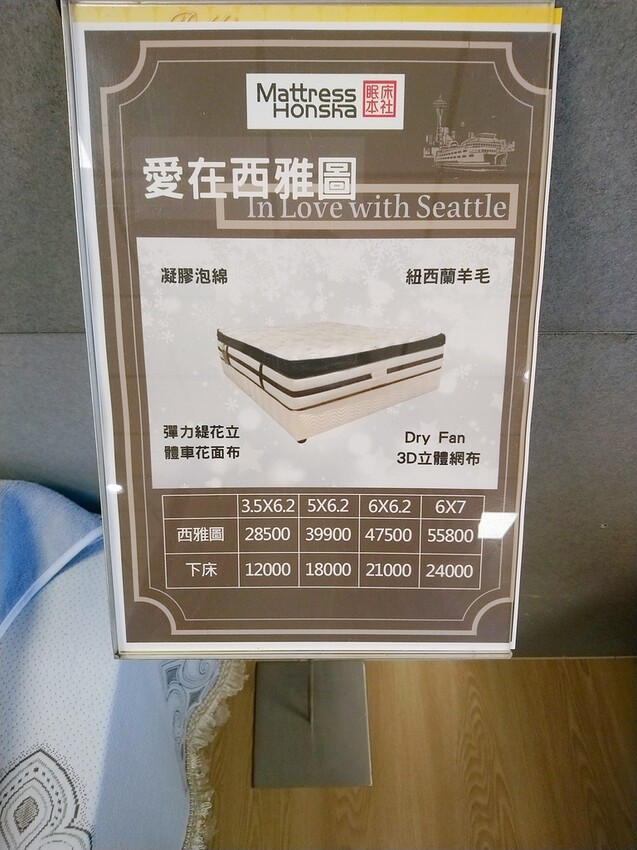 Mattress
Honska
眠床
本社
愛在西雅圖
In Love with Seattle
凝膠泡綿
紐西蘭羊毛
彈力緹花立
體車花面布
Dry Fan
3D立體網布
3.5X6.2 5X6.2 6X6.2 6X7
西雅圖 28500 39900 47500 55800
下床 12000 18000 21000 24000